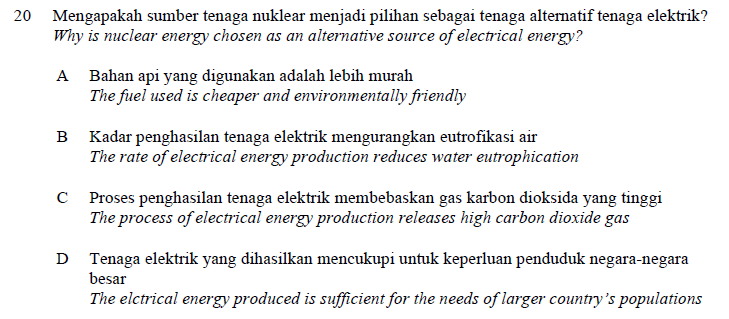 20 Mengapakah sumber tenaga nuklear menjadi pilihan sebagai tenaga alternatif tenaga elektrik?
Why is nuclear energy chosen as an alternative source of electrical energy?
A Bahan api yang digunakan adalah lebih murah
The fuel used is cheaper and environmentally friendly
B Kadar penghasilan tenaga elektrik mengurangkan eutrofikasi air
The rate of electrical energy production reduces water eutrophication
C Proses penghasilan tenaga elektrik membebaskan gas karbon dioksida yang tinggi
The process of electrical energy production releases high carbon dioxide gas
D Tenaga elektrik yang dihasilkan mencukupi untuk keperluan penduduk negara-negara
besar
The elctrical energy produced is sufficient for the needs of larger country's populations